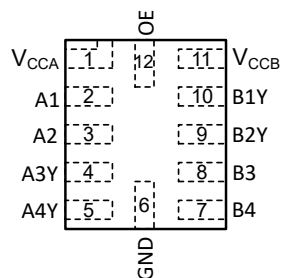 OE
VCCA 1 12 11 VCCB
A1 2 10 B1Y
A2 3 9 B2Y
A3Y 4 8 B3
A4Y 5 6 7 B4
GND